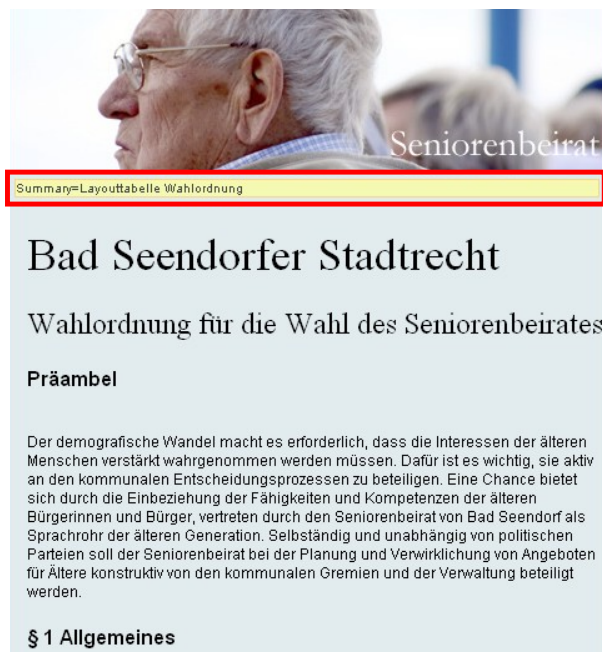 Seniorenbeirat
Summary=Layouttabelle Wahlordnung
Bad Seendorfer Stadtrecht
Wahlordnung für die Wahl des Seniorenbeirates
Präambel
Der demografische Wandel macht es erforderlich, dass die Interessen der älteren
Menschen verstärkt wahrgenommen werden müssen. Dafür ist es wichtig, sie aktiv
an den kommunalen Entscheidungsprozessen zu beteiligen. Eine Chance bietet
sich durch die Einbeziehung der Fähigkeiten und Kompetenzen der älteren
Bürgerinnen und Bürger, vertreten durch den Seniorenbeirat von Bad Seendorf als
Sprachrohr der älteren Generation. Selbständig und unabhängig von politischen
Parteien soll der Seniorenbeirat bei der Planung und Verwirklichung von Angeboten
für Ältere konstruktiv von den kommunalen Gremien und der Verwaltung beteiligt
werden.
§ 1 Allgemeines